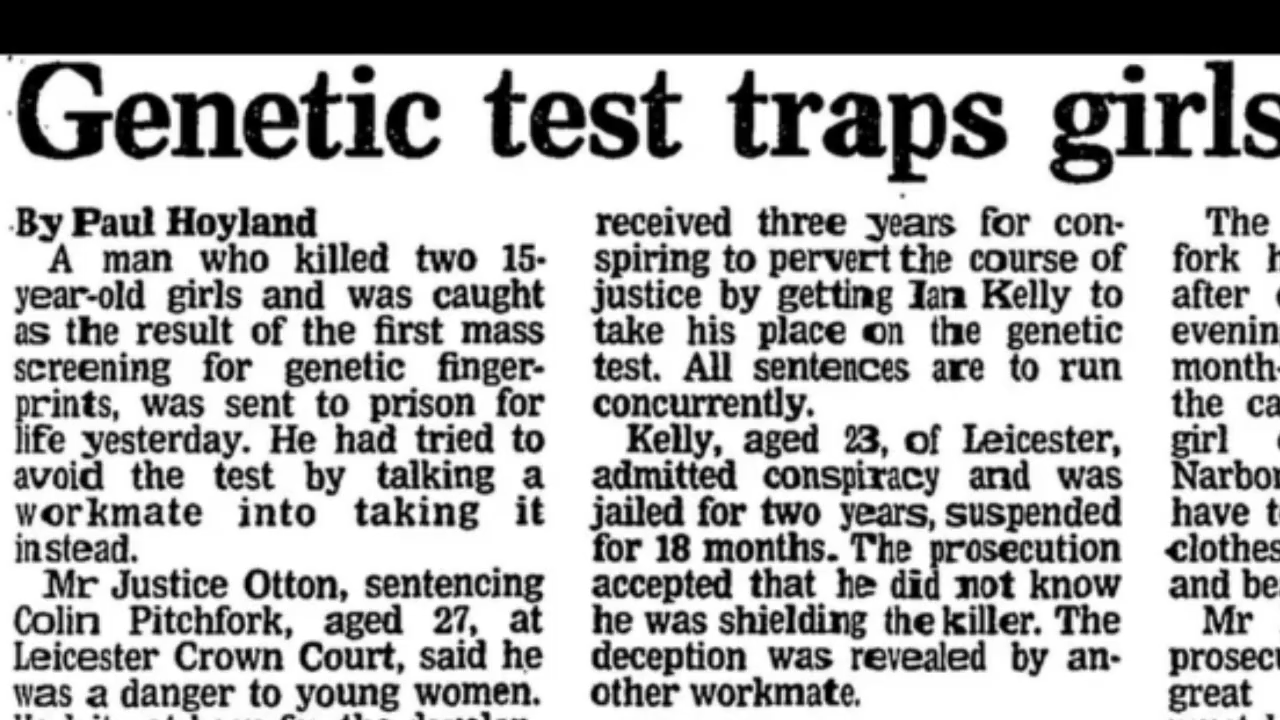 Genetic test traps girls
By Paul Hoyland
A man who killed two 15-
year-old girls and was caught
as the result of the first mass
screening for genetic finger-
prints, was sent to prison for
life yesterday. He had tried to
avoid the test by talking a
workmate into taking it
instead.
Mr Justice Otton, sentencing
Colin Pitchfork, aged 27, at
Leicester Crown Court, said he
was a danger to young women.
received three years for con-
spiring to pervert the course of
justice by getting Ian Kelly to
take his place on the genetic
test. All sentences are to run
concurrently.
Kelly, aged 23, of Leicester,
admitted conspiracy and was
jailed for two years, suspended
for 18 months. The prosecution
accepted that he did not know
he was shielding the killer. The
deception was revealed by an-
other workmate.
The
fork
after
evenin
month-
the ca
girl
Narbor
have t
clothes
and be
Mr
prosecu
great